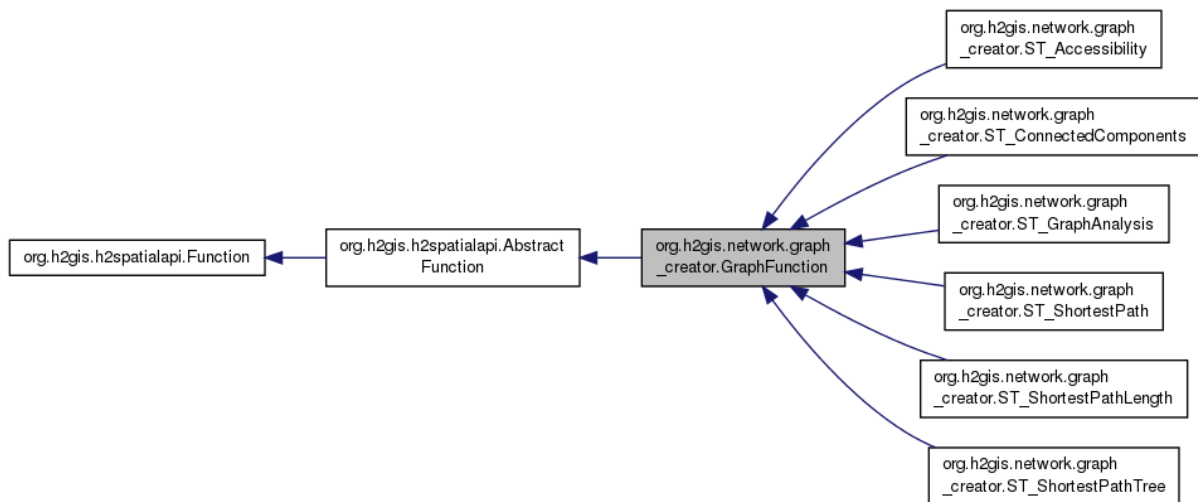 org.h2gis.h2spatialapi.Function
org.h2gis.h2spatialapi.Abstract
Function
org.h2gis.network.graph
_creator.GraphFunction
org.h2gis.network.graph
_creator.ST_Accessibility
org.h2gis.network.graph
_creator.ST_ConnectedComponents
org.h2gis.network.graph
_creator.ST_GraphAnalysis
org.h2gis.network.graph
_creator.ST_ShortestPath
org.h2gis.network.graph
_creator.ST_ShortestPathLength
org.h2gis.network.graph
_creator.ST_ShortestPathTree